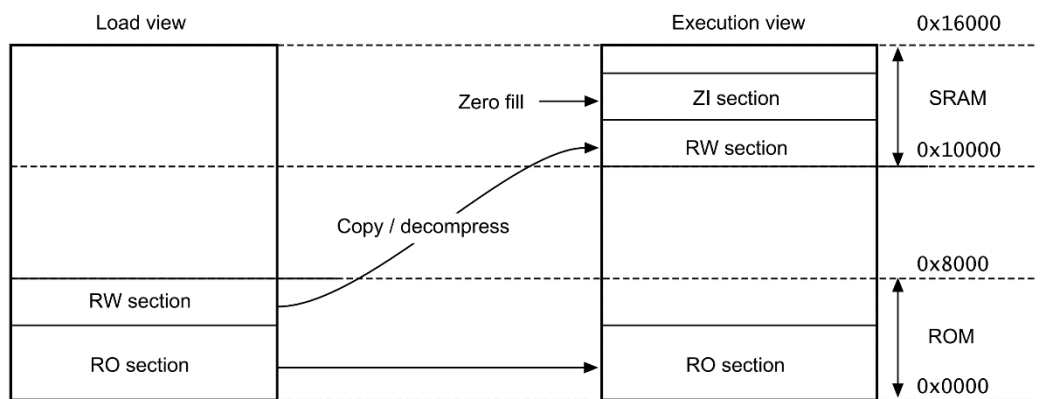 Load view
Execution view
0x16000
Zero fill
ZI section
SRAM
RW section
0x10000
Copy / decompress
0x8000
RW section
ROM
RO section
RO section
0x0000